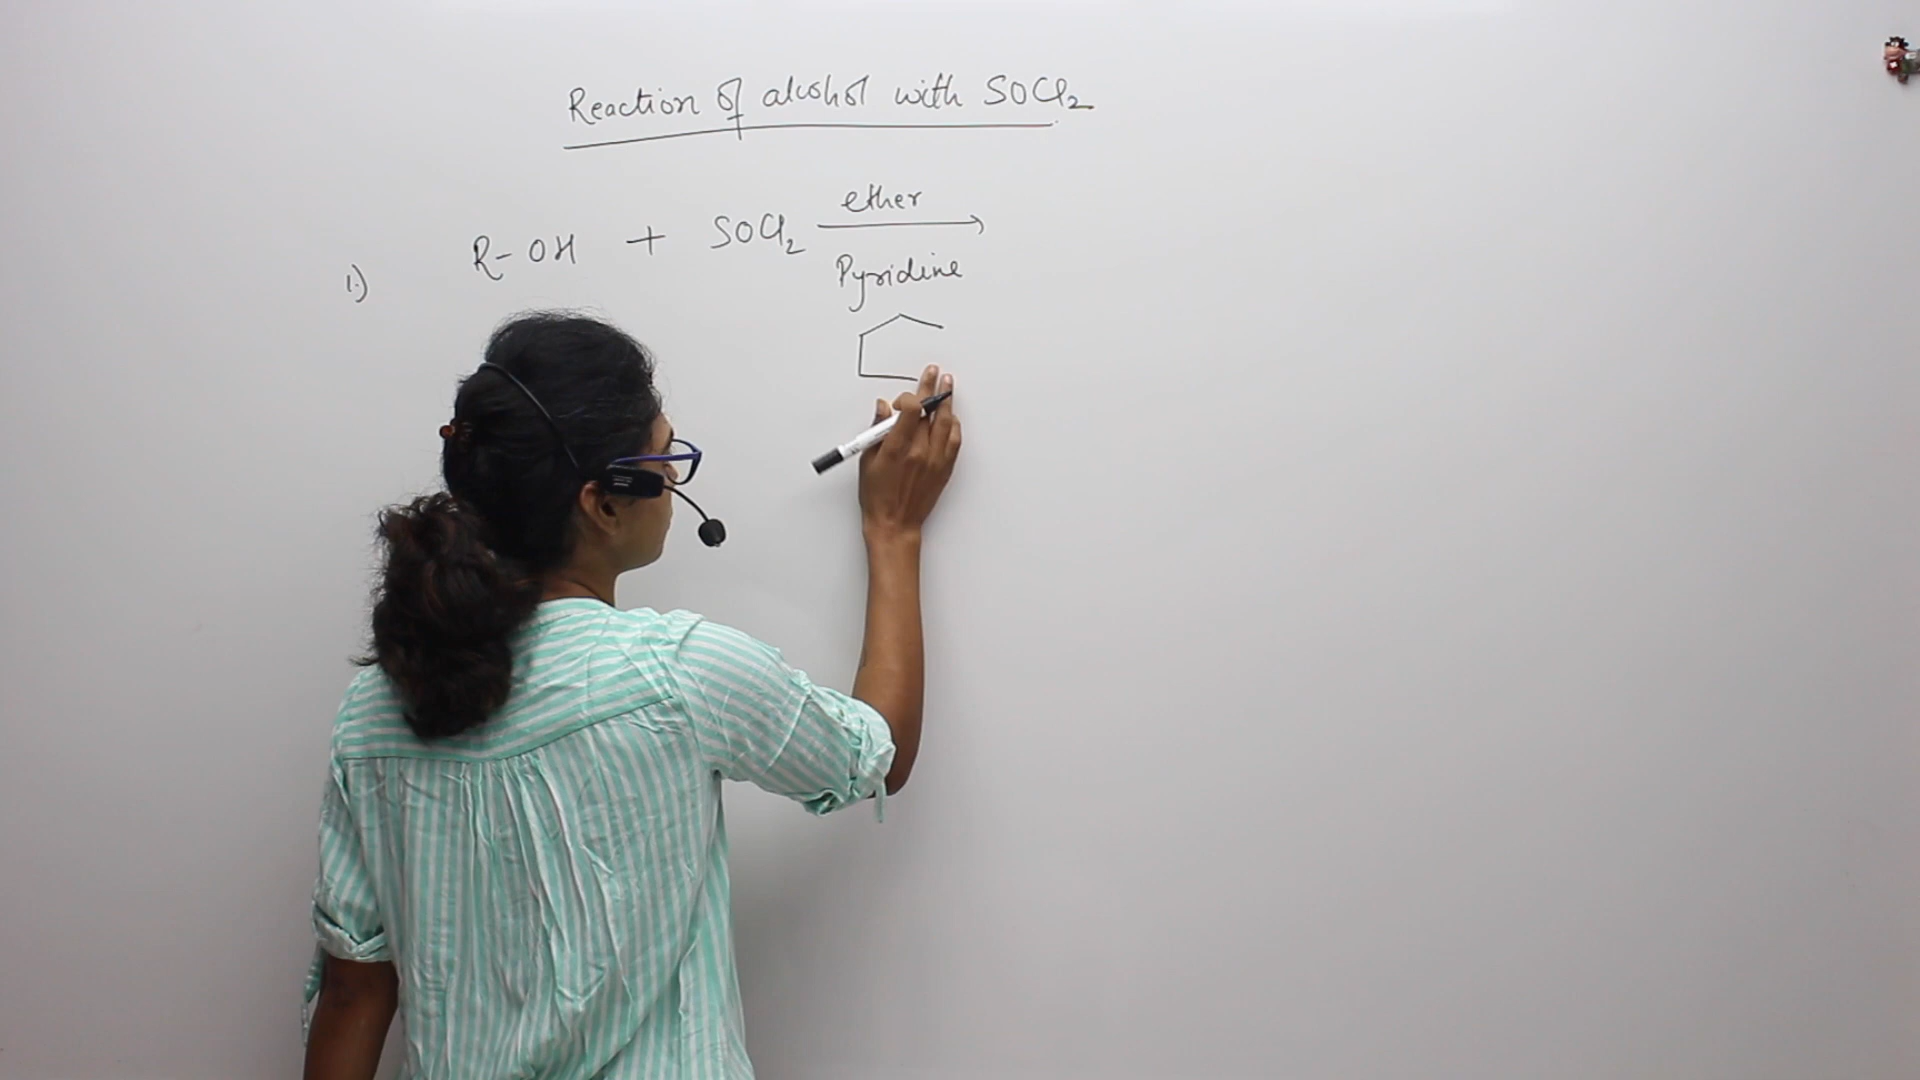 Reaction of alcohol with SOCl2
ether
1.) R-OH + SOCl2 →
Pyridine